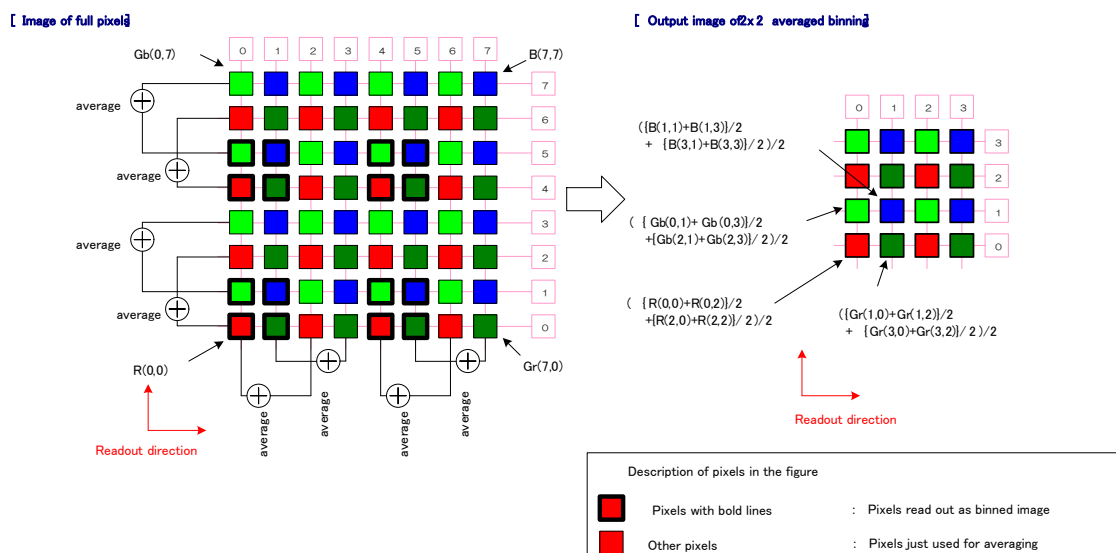 [ Image of full pixels]
[ Output image of2x2 averaged binning]
Gb(0,7)
0 1 2 3 4 5 6 7
B(7,7)
7
average
6
average
5
4
average
3
2
average
1
0
R(0,0)
Gr(7,0)
average
average
average
average
Readout direction
0 1 2 3
({B(1,1)+B(1,3)}/2
+ {B(3,1)+B(3,3)}/2)/2
3
2
( { Gb(0,1)+ Gb(0,3)}/2
+{Gb(2,1)+Gb(2,3)}/2)/2
1
0
( {R(0,0)+R(0,2)}/2
+{R(2,0)+R(2,2)}/2)/2
({Gr(1,0)+Gr(1,2)}/2
+ {Gr(3,0)+Gr(3,2)}/2)/2
Readout direction
Description of pixels in the figure
Pixels with bold lines : Pixels read out as binned image
Other pixels : Pixels just used for averaging